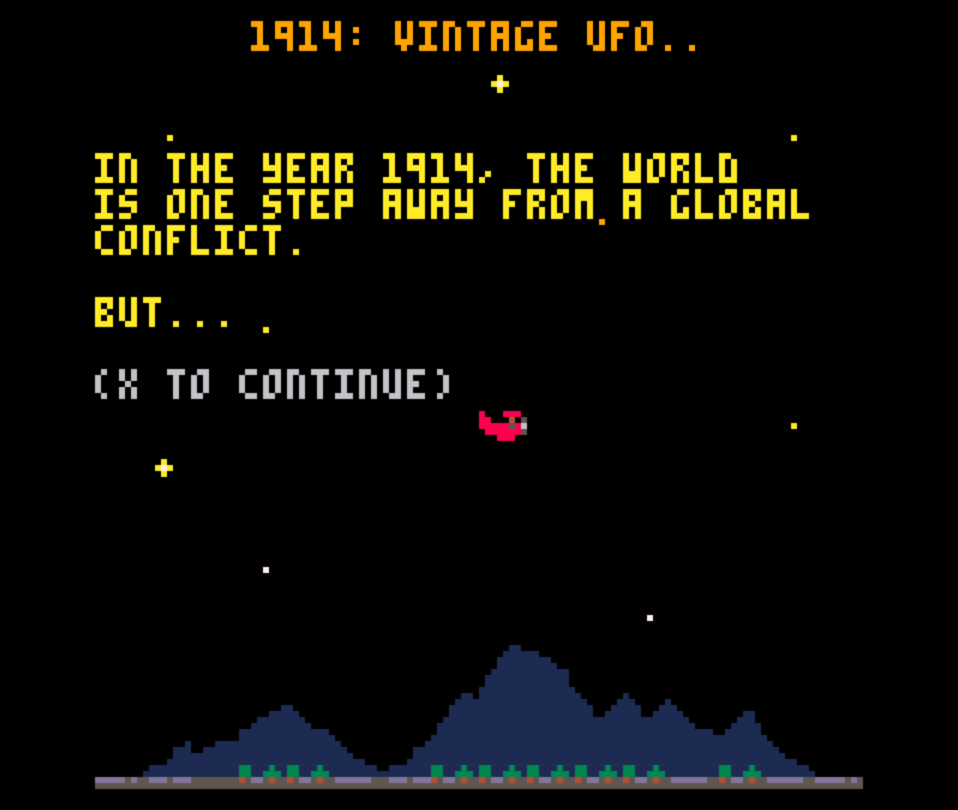 1914: VINTAGE UFO..
IN THE YEAR 1914, THE WORLD
IS ONE STEP AWAY FROM A GLOBAL
CONFLICT.
BUT...
(X TO CONTINUE)